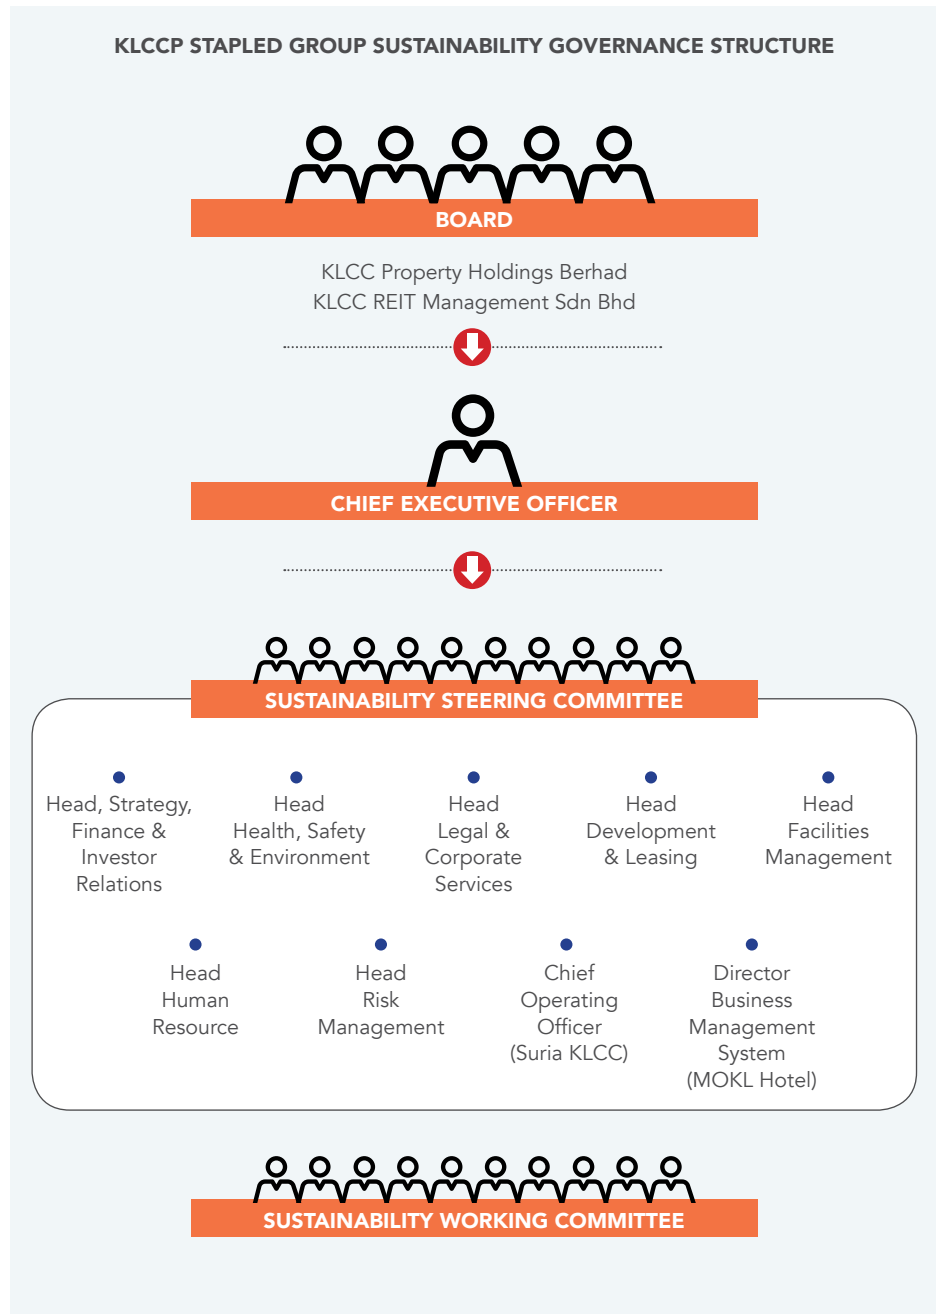 KLCCP STAPLED GROUP SUSTAINABILITY GOVERNANCE STRUCTURE
BOARD
KLCC Property Holdings Berhad
KLCC REIT Management Sdn Bhd
CHIEF EXECUTIVE OFFICER
SUSTAINABILITY STEERING COMMITTEE
Head, Strategy,
Finance &
Investor
Relations
Head
Health, Safety
& Environment
Head
Legal &
Corporate
Services
Head
Development
& Leasing
Head
Facilities
Management
Head
Human
Resource
Head
Risk
Management
Chief
Operating
Officer
(Suria KLCC)
Director
Business
Management
System
(MOKL Hotel)
SUSTAINABILITY WORKING COMMITTEE